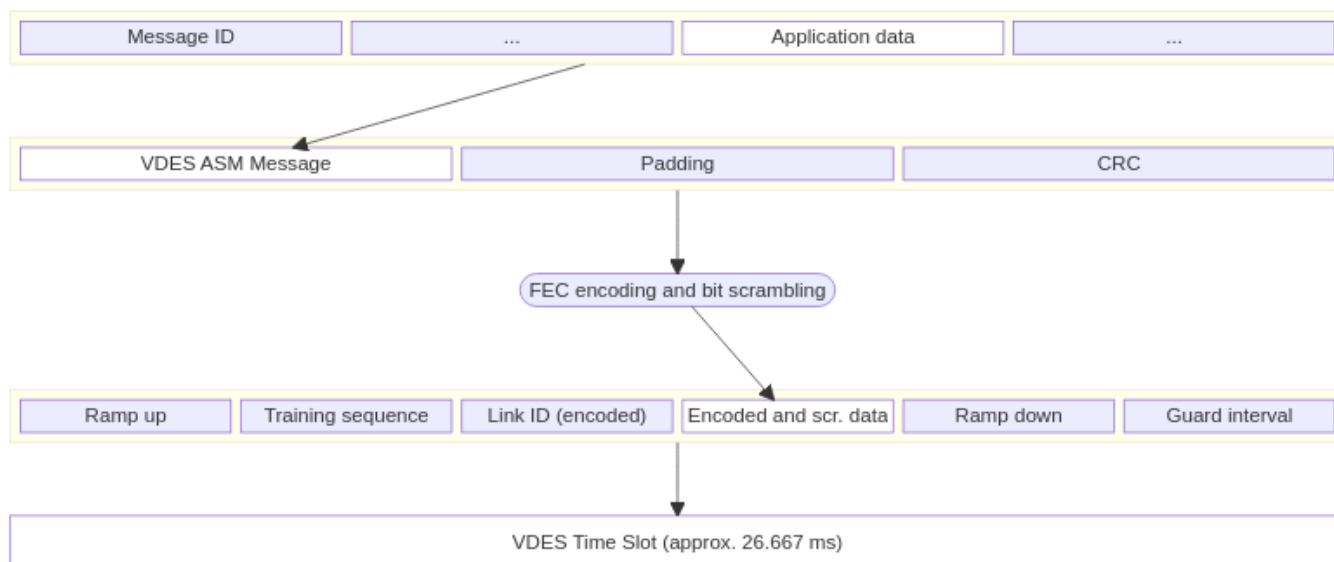 Message ID
...
Application data
...
VDES ASM Message
Padding
CRC
FEC encoding and bit scrambling
Ramp up
Training sequence
Link ID (encoded)
Encoded and scr. data
Ramp down
Guard interval
VDES Time Slot (approx. 26.667 ms)